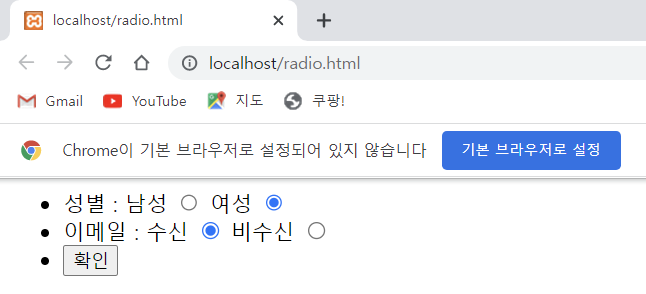 localhost/radio.html
localhost/radio.html
Gmail YouTube 지도 쿠팡!
Chrome이 기본 브라우저로 설정되어 있지 않습니다 기본 브라우저로 설정
성별 : 남성 여성
이메일 : 수신 비수신
확인